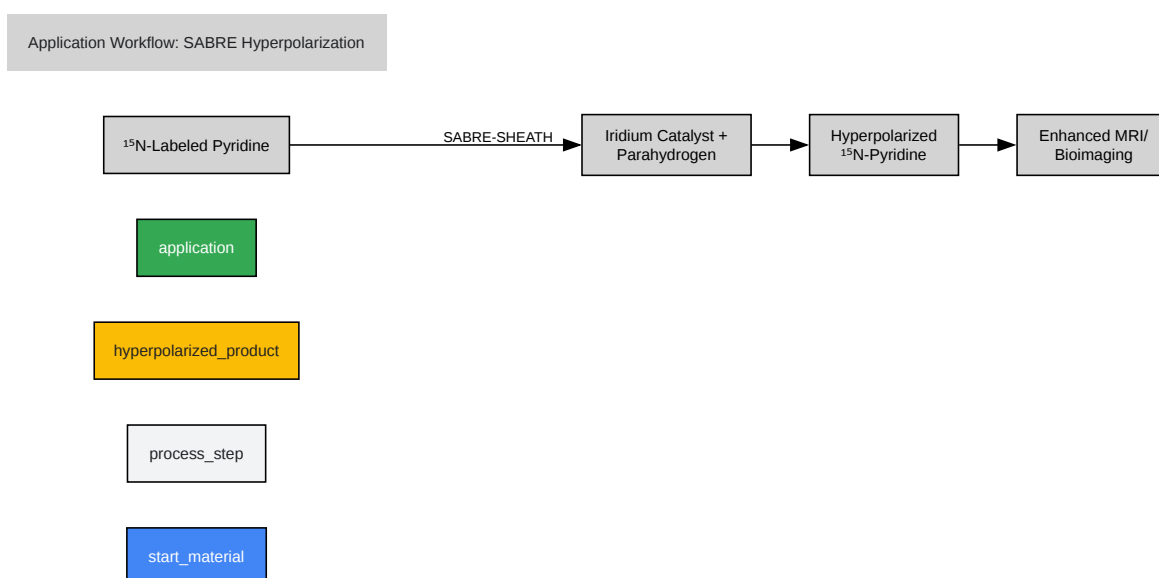 Application Workflow: SABRE Hyperpolarization
¹⁵N-Labeled Pyridine
SABRE-SHEATH
Iridium Catalyst +
Parahydrogen
Hyperpolarized
¹⁵N-Pyridine
Enhanced MRI/
Bioimaging
application
hyperpolarized_product
process_step
start_material